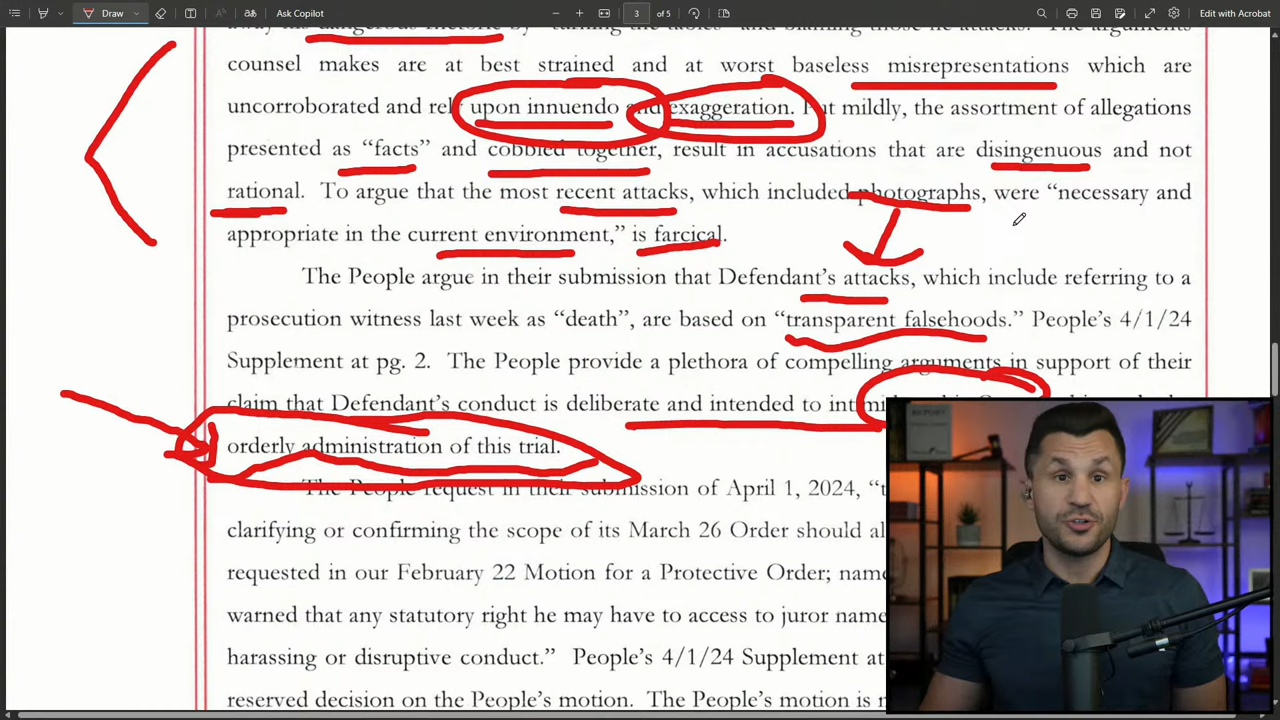 Draw
Ask Copilot
3 of 5
Edit with Acrobat
counsel makes are at best strained and at worst baseless misrepresentations which are
uncorroborated and rely upon innuendo and exaggeration. Put mildly, the assortment of allegations
presented as “facts” and cobbled together, result in accusations that are disingenuous and not
rational. To argue that the most recent attacks, which included photographs, were “necessary and
appropriate in the current environment,” is farcical.
The People argue in their submission that Defendant’s attacks, which include referring to a
prosecution witness last week as “death”, are based on “transparent falsehoods.” People’s 4/1/24
Supplement at pg. 2. The People provide a plethora of compelling arguments in support of their
claim that Defendant’s conduct is deliberate and intended to
orderly administration of this trial.
The People request in their submission of April 1, 2024,
clarifying or confirming the scope of its March 26 Order should
requested in our February 22 Motion for a Protective Order;
warned that any statutory right he may have to access to juror
harassing or disruptive conduct.” People’s 4/1/24 Supplement at
reserved decision on the People’s motion. The People’s motion is